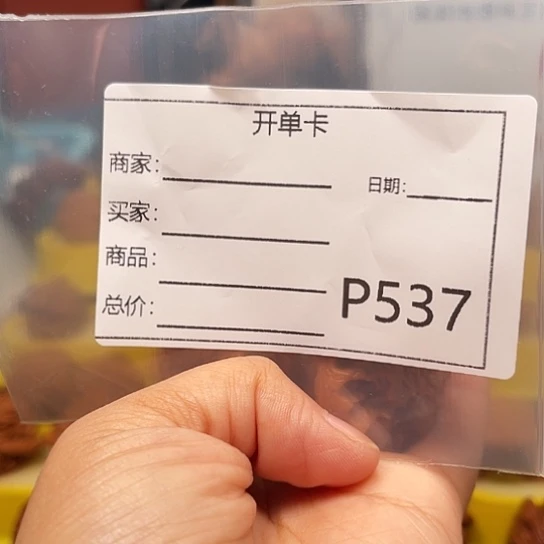 开单卡
商家：
日期：
买家：
商品：
总价：
P537